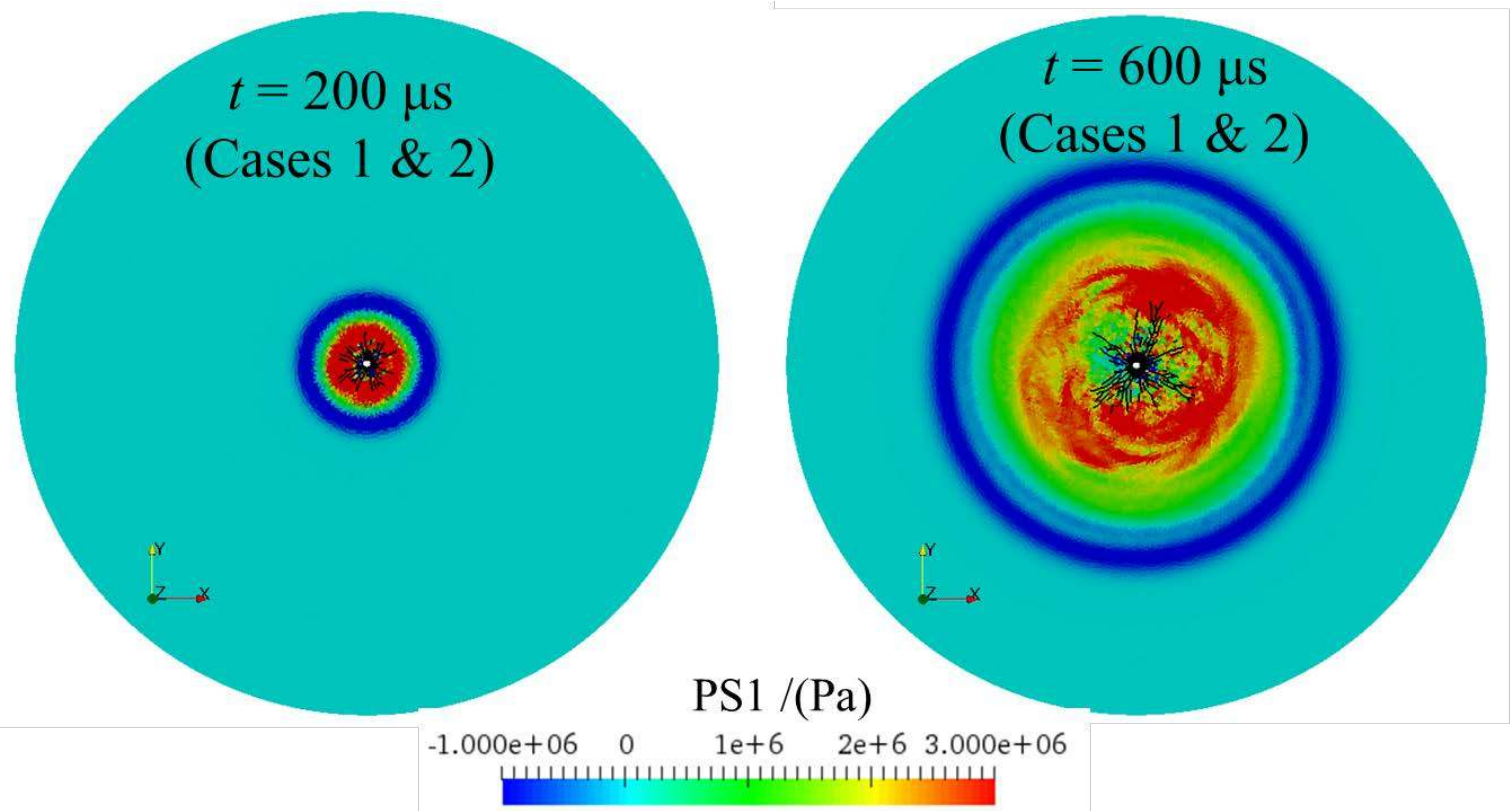 t = 200 μs
(Cases 1 & 2)
t = 600 μs
(Cases 1 & 2)
Y
Z X
Y
Z X
PS1 /(Pa)
-1.000e+06 0 1e+6 2e+6 3.000e+06